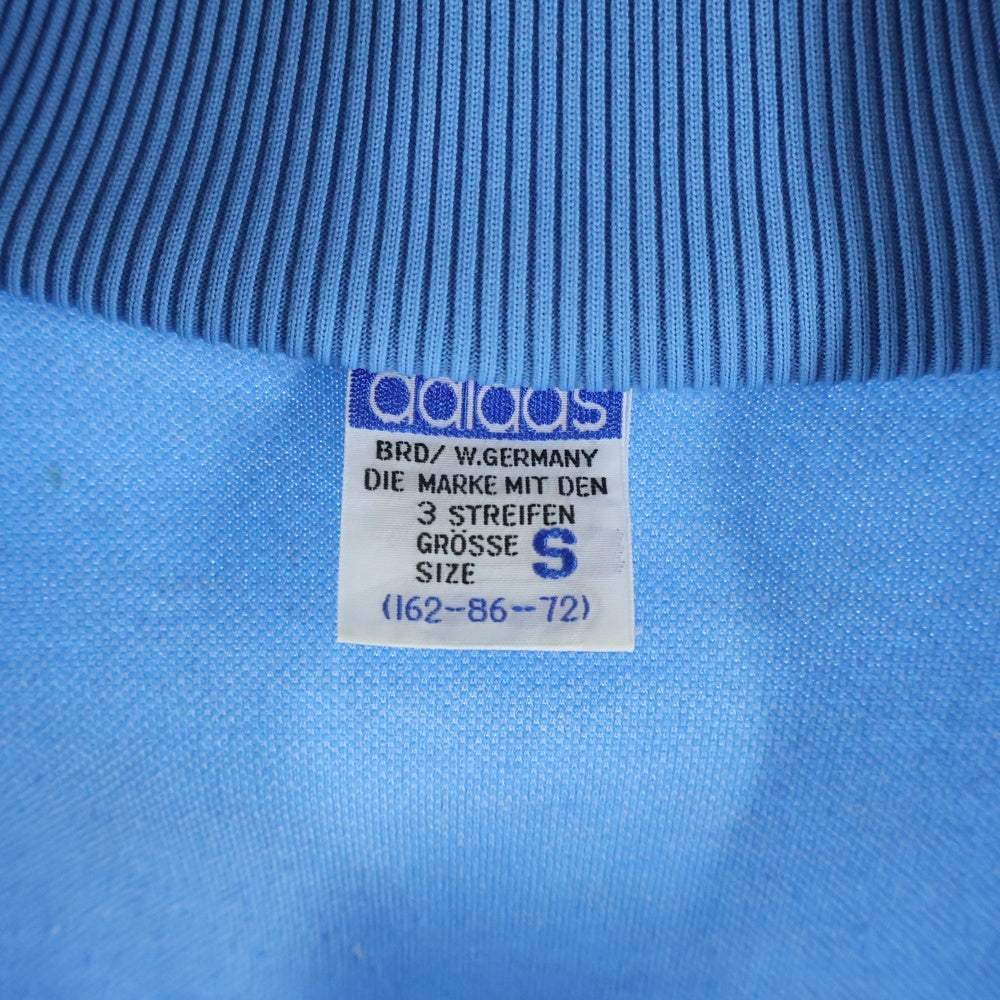 adidas
BRD/ W.GERMANY
DIE MARKE MIT DEN
3 STREIFEN
GRÖSSE S
SIZE
(162--86--72)